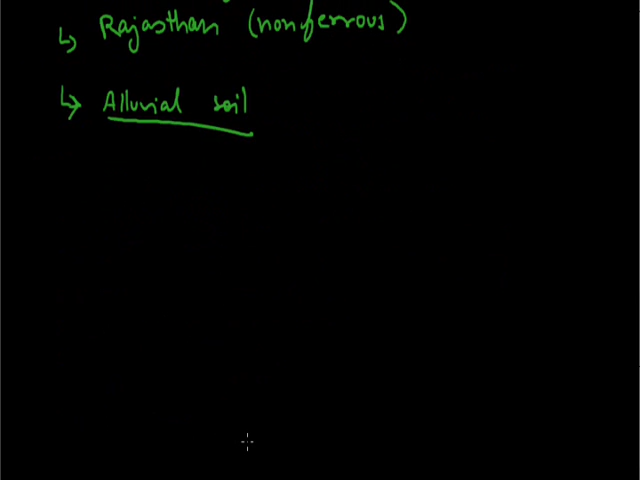 ↳ Rajasthan (nonferrous)
↳ Alluvial soil